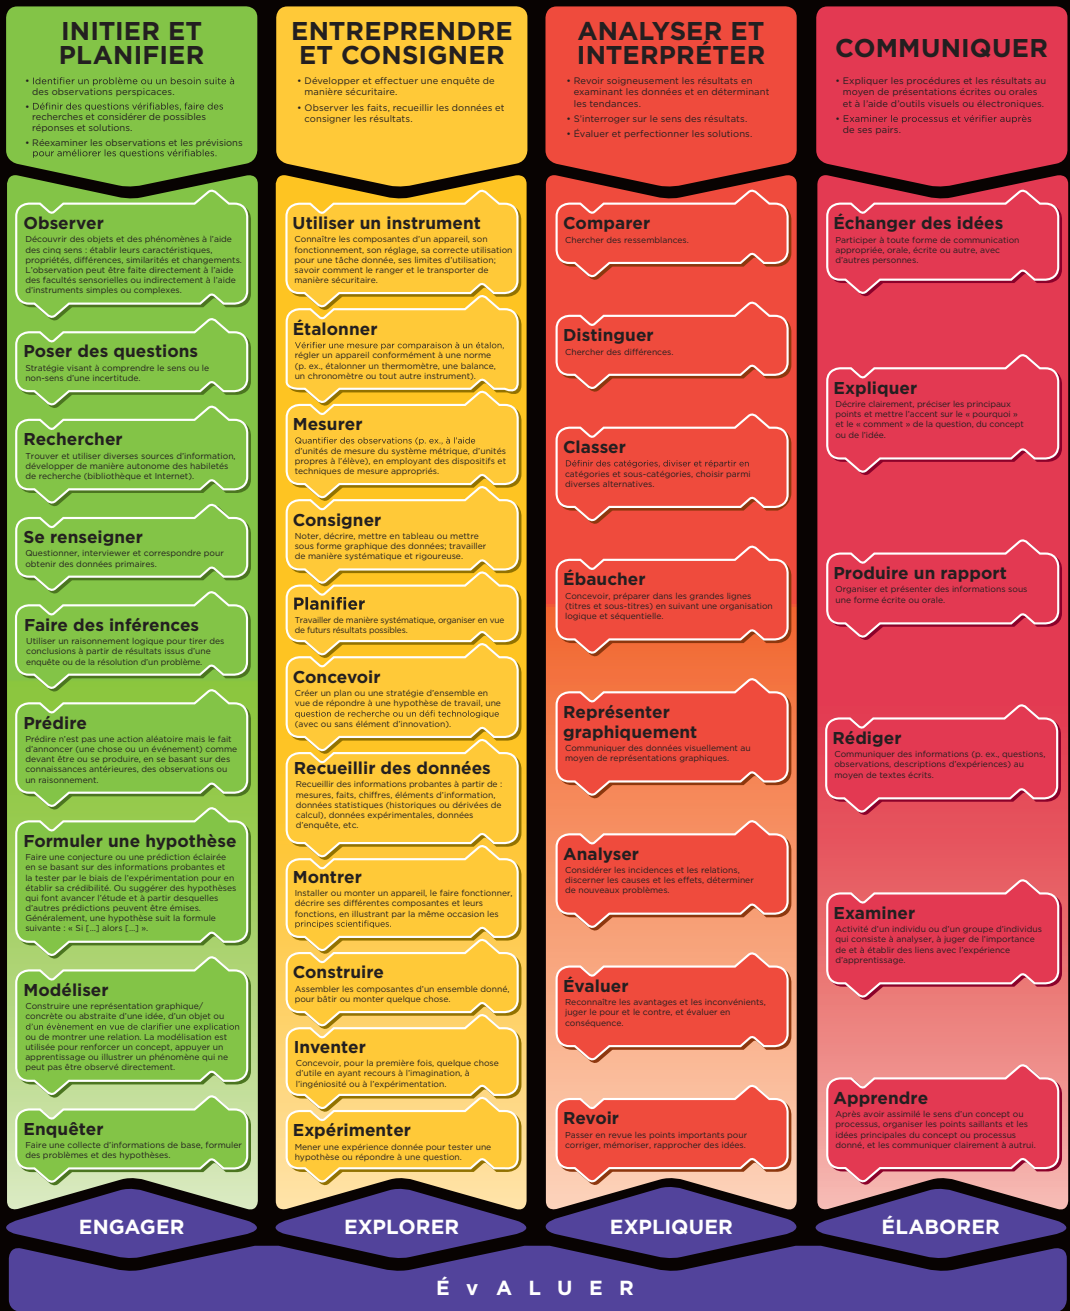 INITIER ET
PLANIFIER
• Identifier un problème ou un besoin suite à
des observations perspicaces.
• Définir des questions vérifiables, faire des
recherches et considérer de possibles
réponses et solutions.
• Réexaminer les observations et les prévisions
pour améliorer les questions vérifiables.
Observer
Découvrir des objets et des phénomènes à l'aide
des cinq sens : établir leurs caractéristiques,
propriétés, différences, similarités et changements.
L'observation peut être faite directement à l'aide
des facultés sensorielles ou indirectement à l'aide
d'instruments simples ou complexes.
Poser des questions
Stratégie visant à comprendre le sens ou le
non-sens d'une incertitude.
Rechercher
Trouver et utiliser diverses sources d'information,
développer de manière autonome des habiletés
de recherche (bibliothèque et Internet).
Se renseigner
Questionner, interviewer et correspondre pour
obtenir des données primaires.
Faire des inférences
Utiliser un raisonnement logique pour tirer des
conclusions à partir de résultats issus d'une
enquête ou de la résolution d'un problème.
Prédire
Prédire n'est pas une action aléatoire mais le fait
d'annoncer (une chose ou un événement) comme
devant être ou se produire, en se basant sur des
connaissances antérieures, des observations ou
un raisonnement.
Formuler une hypothèse
Faire une conjecture ou une prédiction éclairée
en se basant sur des informations probantes et
la tester par le biais de l'expérimentation pour en
établir sa crédibilité. Ou suggérer des hypothèses
qui font avancer l'étude et à partir desquelles
d'autres prédictions peuvent être émises.
Généralement, une hypothèse suit la formule
suivante : « Si [...] alors [...] ».
Modéliser
Construire une représentation graphique/
concrète ou abstraite d'une idée, d'un objet ou
d'un évènement en vue de clarifier une explication
ou de montrer une relation. La modélisation est
utilisée pour renforcer un concept, appuyer un
apprentissage ou illustrer un phénomène qui ne
peut pas être observé directement.
Enquêter
Faire une collecte d'informations de base, formuler
des problèmes et des hypothèses.
ENGAGER
ENTREPRENDRE
ET CONSIGNER
• Développer et effectuer une enquête de
manière sécuritaire.
• Observer les faits, recueillir les données et
consigner les résultats.
Utiliser un instrument
Connaître les composantes d'un appareil, son
fonctionnement, son réglage, sa correcte utilisation
pour une tâche donnée, ses limites d'utilisation;
savoir comment le ranger et le transporter de
manière sécuritaire.
Étalonner
Vérifier une mesure par comparaison à un étalon,
régler un appareil conformément à une norme
(p. ex., étalonner un thermomètre, une balance,
un chronomètre ou tout autre instrument).
Mesurer
Quantifier des observations (p. ex., à l'aide
d'unités de mesure du système métrique, d'unités
propres à l'élève), en employant des dispositifs et
techniques de mesure appropriés.
Consigner
Noter, décrire, mettre en tableau ou mettre
sous forme graphique des données; travailler
de manière systématique et rigoureuse.
Planifier
Travailler de manière systématique, organiser en vue
de futurs résultats possibles.
Concevoir
Créer un plan ou une stratégie d'ensemble en
vue de répondre à une hypothèse de travail, une
question de recherche ou un défi technologique
(avec ou sans élément d'innovation).
Recueillir des données
Recueillir des informations probantes à partir de :
mesures, faits, chiffres, éléments d'information,
données statistiques (historiques ou dérivées de
calcul), données expérimentales, données
d'enquête, etc.
Montrer
Installer ou monter un appareil, le faire fonctionner,
décrire ses différentes composantes et leurs
fonctions, en illustrant par la même occasion les
principes scientifiques.
Construire
Assembler les composantes d'un ensemble donné,
pour bâtir ou monter quelque chose.
Inventer
Concevoir, pour la première fois, quelque chose
d'utile en ayant recours à l'imagination, à
l'ingéniosité ou à l'expérimentation.
Expérimenter
Mener une expérience donnée pour tester une
hypothèse ou répondre à une question.
EXPLORER
ANALYSER ET
INTERPRÉTER
• Revoir soigneusement les résultats en
examinant les données et en déterminant
les tendances.
• S'interroger sur le sens des résultats.
• Évaluer et perfectionner les solutions.
Comparer
Chercher des ressemblances.
Distinguer
Chercher des différences.
Classer
Définir des catégories, diviser et répartir en
catégories et sous-catégories, choisir parmi
diverses alternatives.
Ébaucher
Concevoir, préparer dans les grandes lignes
(titres et sous-titres) en suivant une organisation
logique et séquentielle.
Représenter
graphiquement
Communiquer des données visuellement au
moyen de représentations graphiques.
Analyser
Considérer les incidences et les relations,
discerner les causes et les effets, déterminer
de nouveaux problèmes.
Évaluer
Reconnaître les avantages et les inconvénients,
juger le pour et le contre, et évaluer en
conséquence.
Revoir
Passer en revue les points importants pour
corriger, mémoriser, rapprocher des idées.
EXPLIQUER
COMMUNIQUER
• Expliquer les procédures et les résultats au
moyen de présentations écrites ou orales
et à l'aide d'outils visuels ou électroniques.
• Examiner le processus et vérifier auprès
de ses pairs.
Échanger des idées
Participer à toute forme de communication
appropriée, orale, écrite ou autre, avec
d'autres personnes.
Expliquer
Décrire clairement, préciser les principaux
points et mettre l'accent sur le « pourquoi »
et le « comment » de la question, du concept
ou de l'idée.
Produire un rapport
Organiser et présenter des informations sous
une forme écrite ou orale.
Rédiger
Communiquer des informations (p. ex., questions,
observations, descriptions d'expériences) au
moyen de textes écrits.
Examiner
Activité d'un individu ou d'un groupe d'individus
qui consiste à analyser, à juger de l'importance
de et à établir des liens avec l'expérience
d'apprentissage.
Apprendre
Après avoir assimilé le sens d'un concept ou
processus, organiser les points saillants et les
idées principales du concept ou processus
donné, et les communiquer clairement à autrui.
ÉLABORER
ÉvALUER